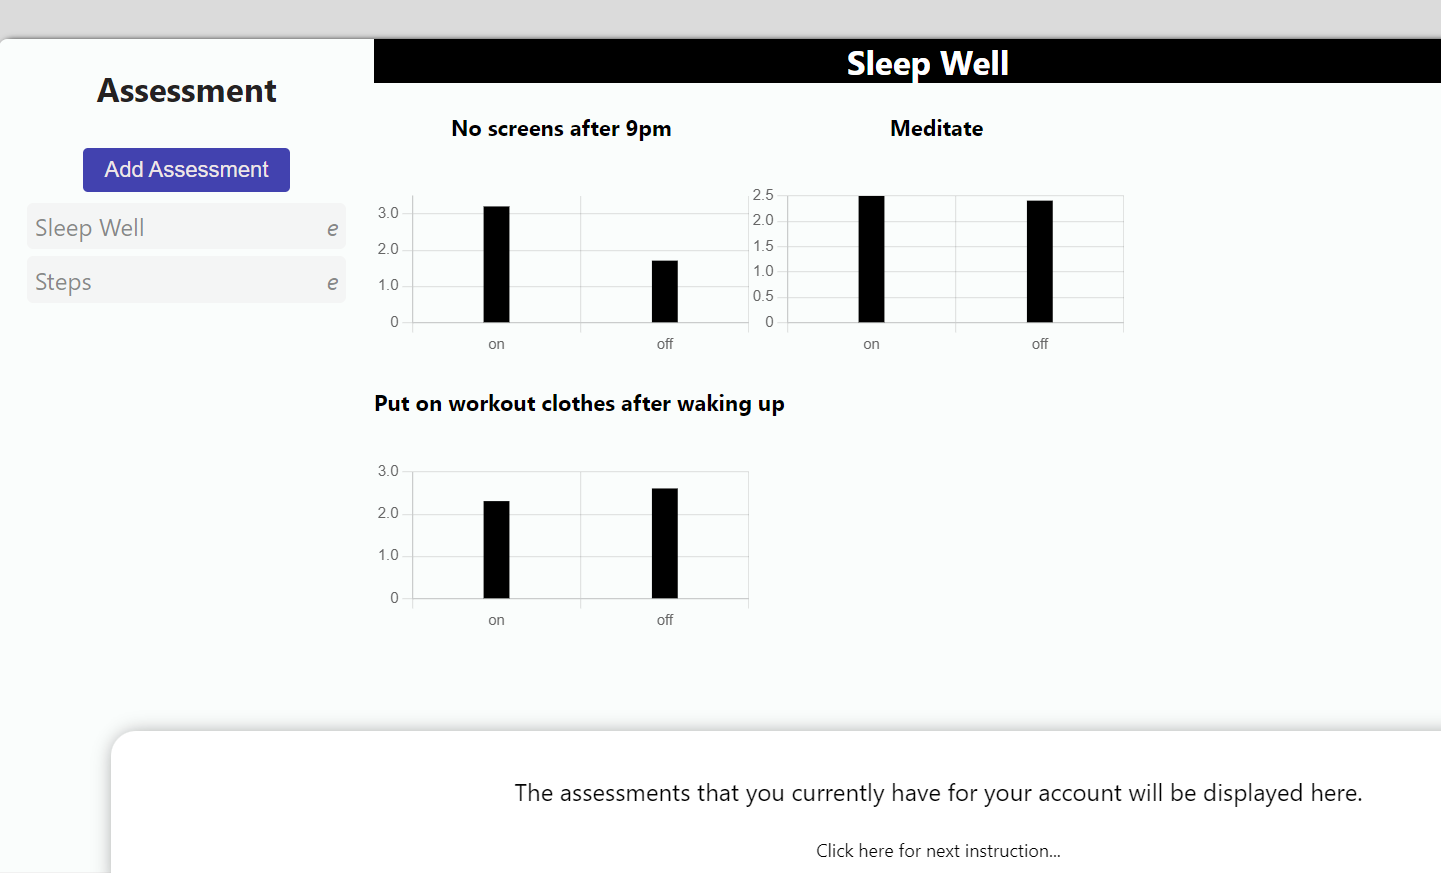 Assessment
Add Assessment
Sleep Well e
Steps e
Sleep Well
No screens after 9pm
3.0
2.0
1.0
0
on off
Meditate
2.5
2.0
1.5
1.0
0.5
0
on off
Put on workout clothes after waking up
3.0
2.0
1.0
0
on off
The assessments that you currently have for your account will be displayed here.
Click here for next instruction...